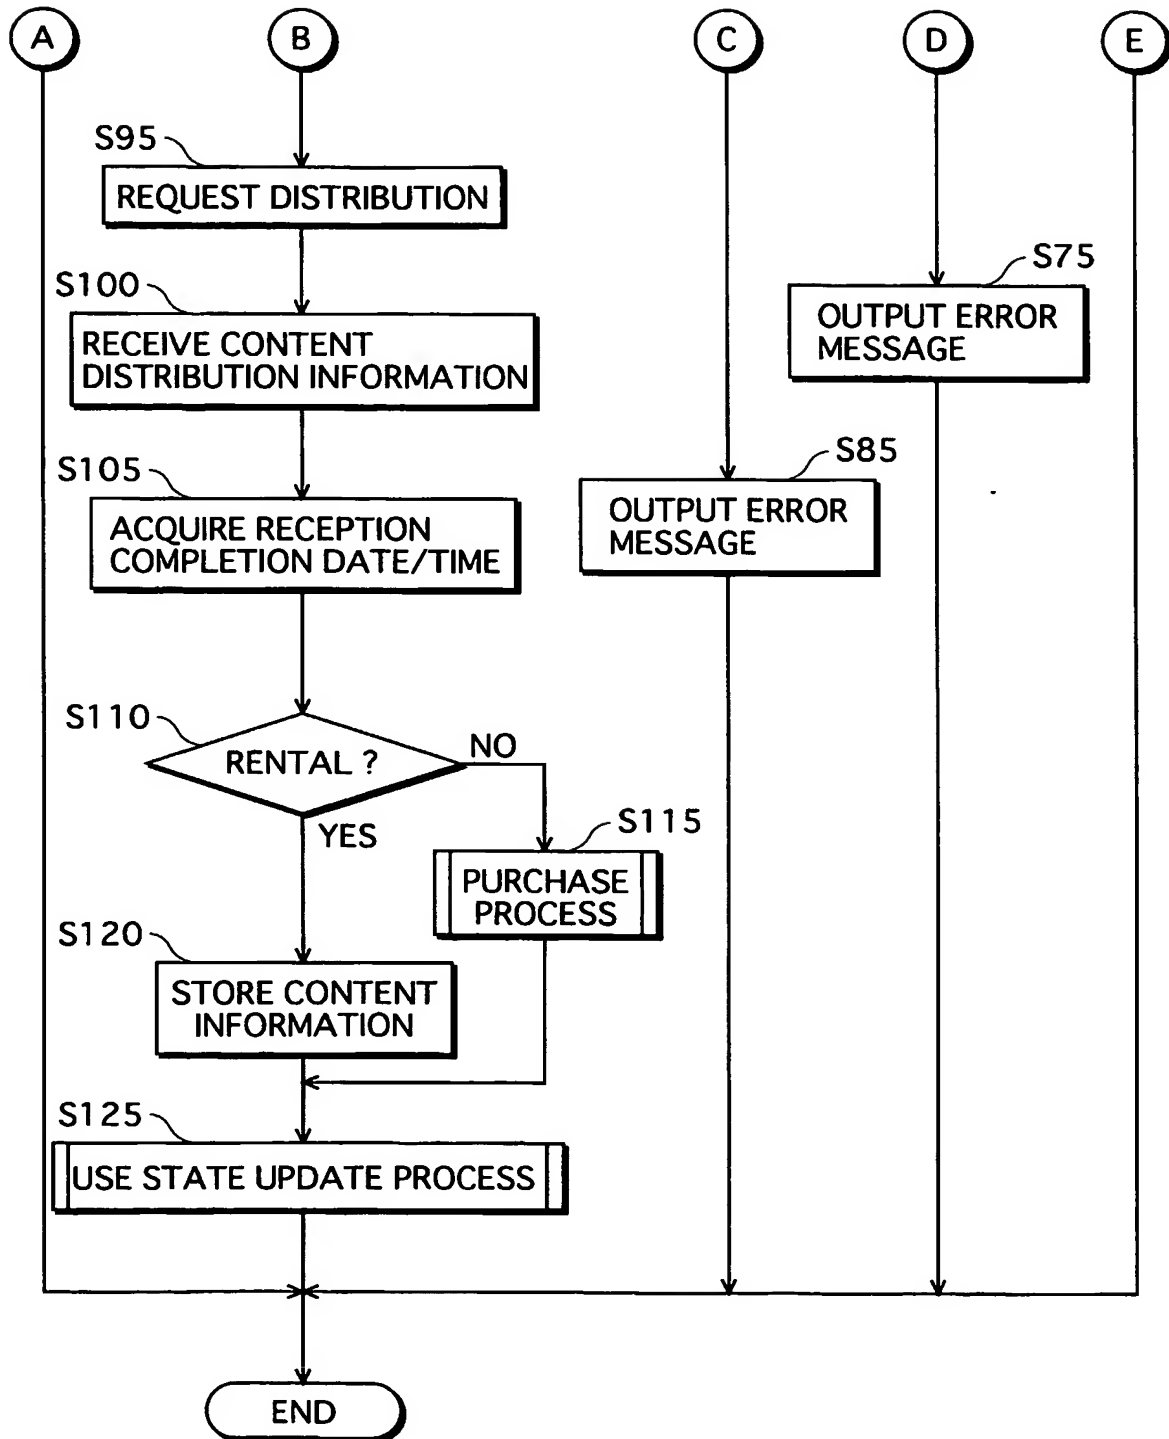 A
B
C
D
E
S95
REQUEST DISTRIBUTION
S75
S100
OUTPUT ERROR
MESSAGE
RECEIVE CONTENT
DISTRIBUTION INFORMATION
S85
S105
OUTPUT ERROR
MESSAGE
ACQUIRE RECEPTION
COMPLETION DATE/TIME
S110
RENTAL ?
NO
YES
S115
PURCHASE
PROCESS
S120
STORE CONTENT
INFORMATION
S125
USE STATE UPDATE PROCESS
END